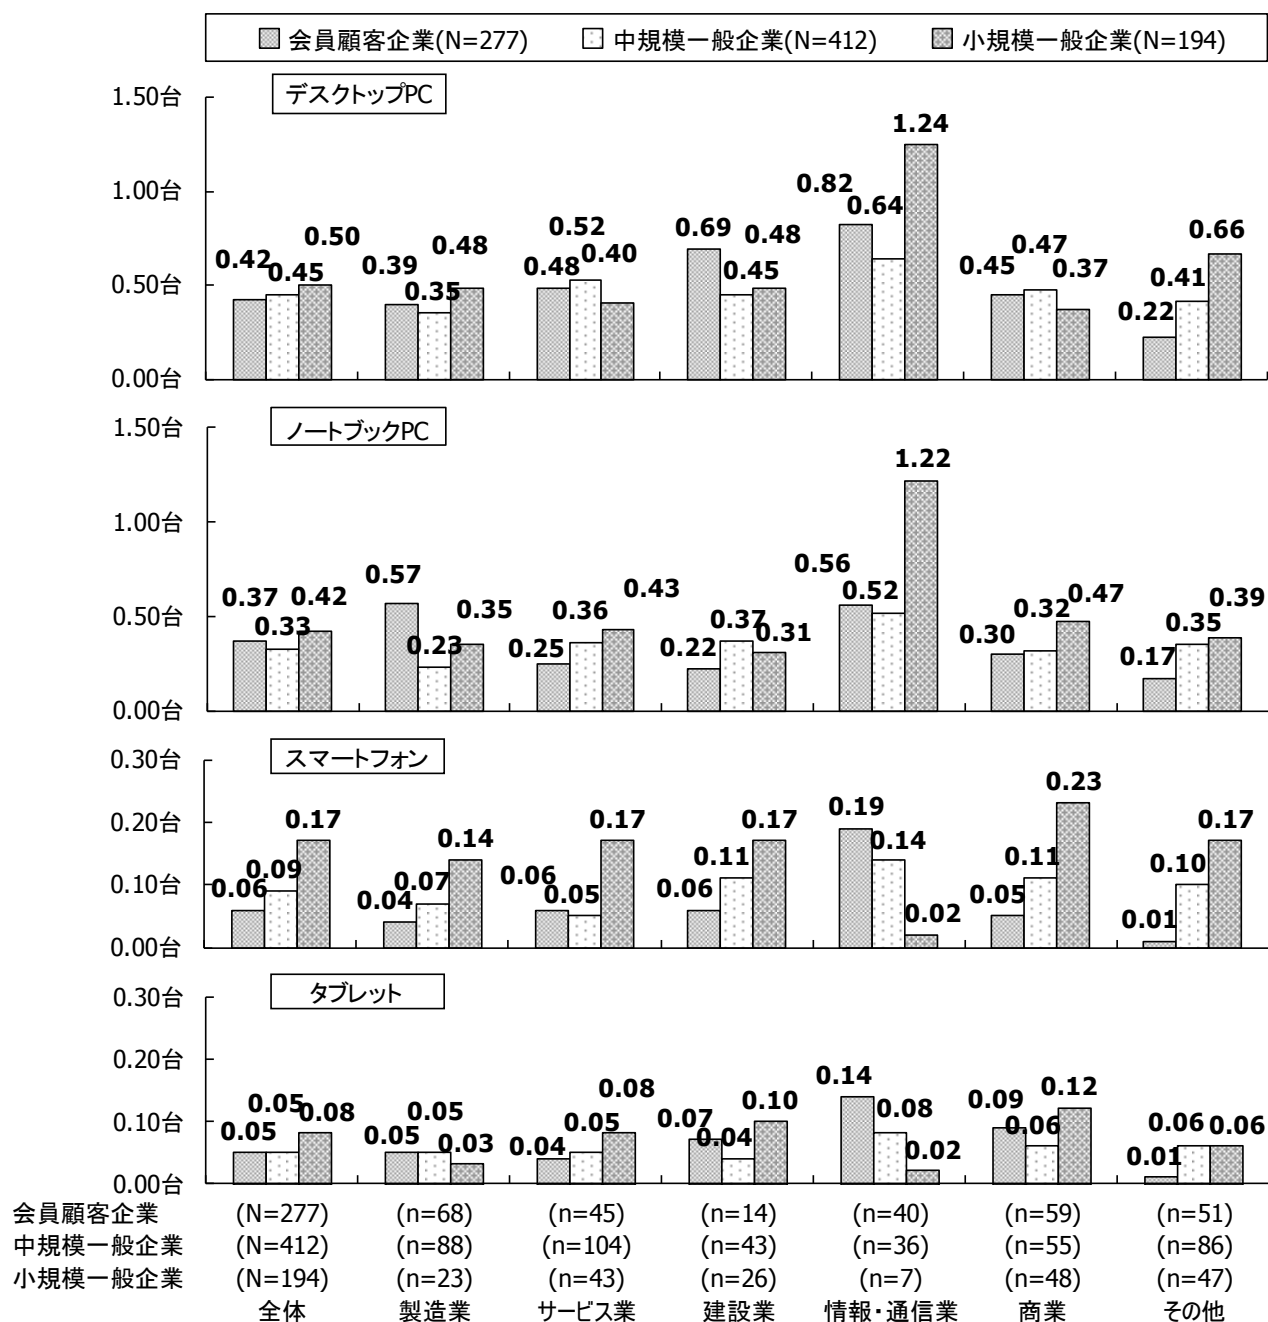 会員顧客企業(N=277) 中規模一般企業(N=412) 小規模一般企業(N=194)
デスクトップPC
1.50台
1.00台
0.50台
0.00台
0.42 0.45 0.50 0.39 0.35 0.48 0.48 0.52 0.40 0.69 0.45 0.48 0.82 0.64 1.24 0.45 0.47 0.37 0.22 0.41 0.66
ノートブックPC
1.50台
1.00台
0.50台
0.00台
0.37 0.33 0.42 0.57 0.23 0.35 0.25 0.36 0.43 0.22 0.37 0.31 0.56 0.52 1.22 0.30 0.32 0.47 0.17 0.35 0.39
スマートフォン
0.30台
0.20台
0.10台
0.00台
0.06 0.09 0.17 0.04 0.07 0.14 0.06 0.05 0.17 0.06 0.11 0.17 0.19 0.14 0.02 0.05 0.11 0.23 0.01 0.10 0.17
タブレット
0.30台
0.20台
0.10台
0.00台
0.05 0.05 0.08 0.05 0.05 0.03 0.04 0.05 0.08 0.07 0.04 0.10 0.14 0.08 0.02 0.09 0.06 0.12 0.01 0.06 0.06
会員顧客企業 (N=277) (n=68) (n=45) (n=14) (n=40) (n=59) (n=51)
中規模一般企業 (N=412) (n=88) (n=104) (n=43) (n=36) (n=55) (n=86)
小規模一般企業 (N=194) (n=23) (n=43) (n=26) (n=7) (n=48) (n=47)
全体 製造業 サービス業 建設業 情報・通信業 商業 その他